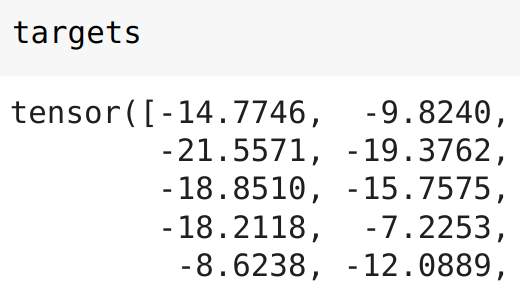 targets
tensor([-14.7746,  -9.8240,
-21.5571, -19.3762,
-18.8510, -15.7575,
-18.2118,  -7.2253,
-8.6238, -12.0889,